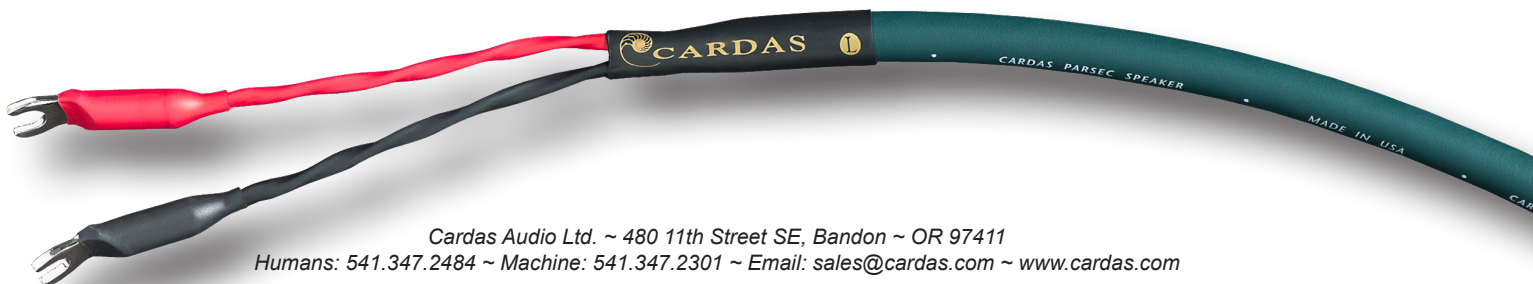 CARDAS L
CARDAS PARSEC SPEAKER
MADE IN USA
CAR
Cardas Audio Ltd. ~ 480 11th Street SE, Bandon ~ OR 97411
Humans: 541.347.2484 ~ Machine: 541.347.2301 ~ Email: sales@cardas.com ~ www.cardas.com